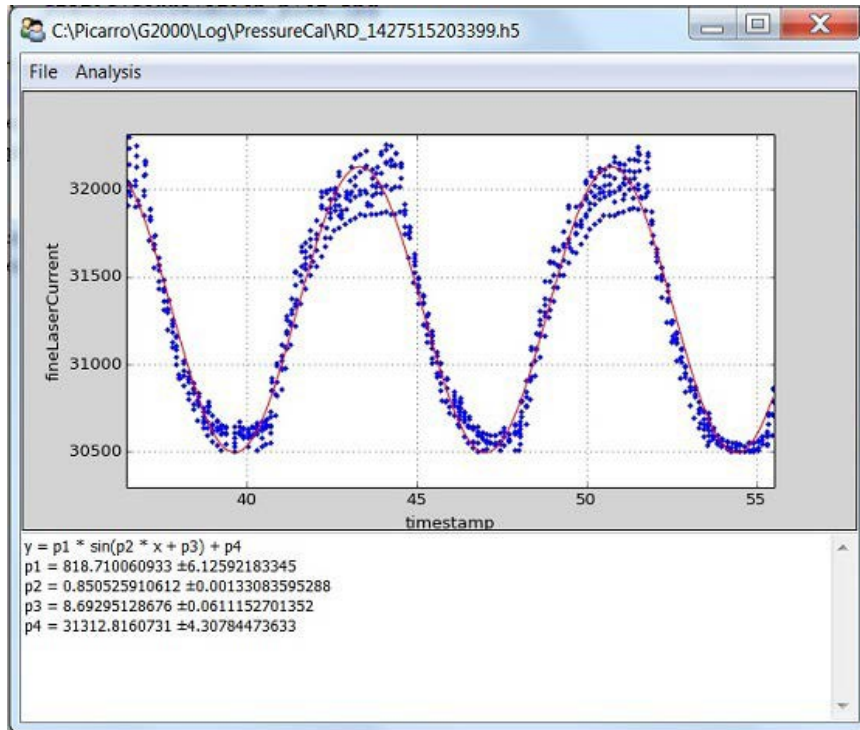 C:\Picarro\G2000\Log\PressureCal\RD_1427515203399.h5
File Analysis
32000
31500
31000
30500
fineLaserCurrent
40 45 50 55
timestamp
y = p1 * sin(p2 * x + p3) + p4
p1 = 818.710060933 ±6.12592183345
p2 = 0.850525910612 ±0.00133083595288
p3 = 8.69295128676 ±0.0611152701352
p4 = 31312.8160731 ±4.30784473633